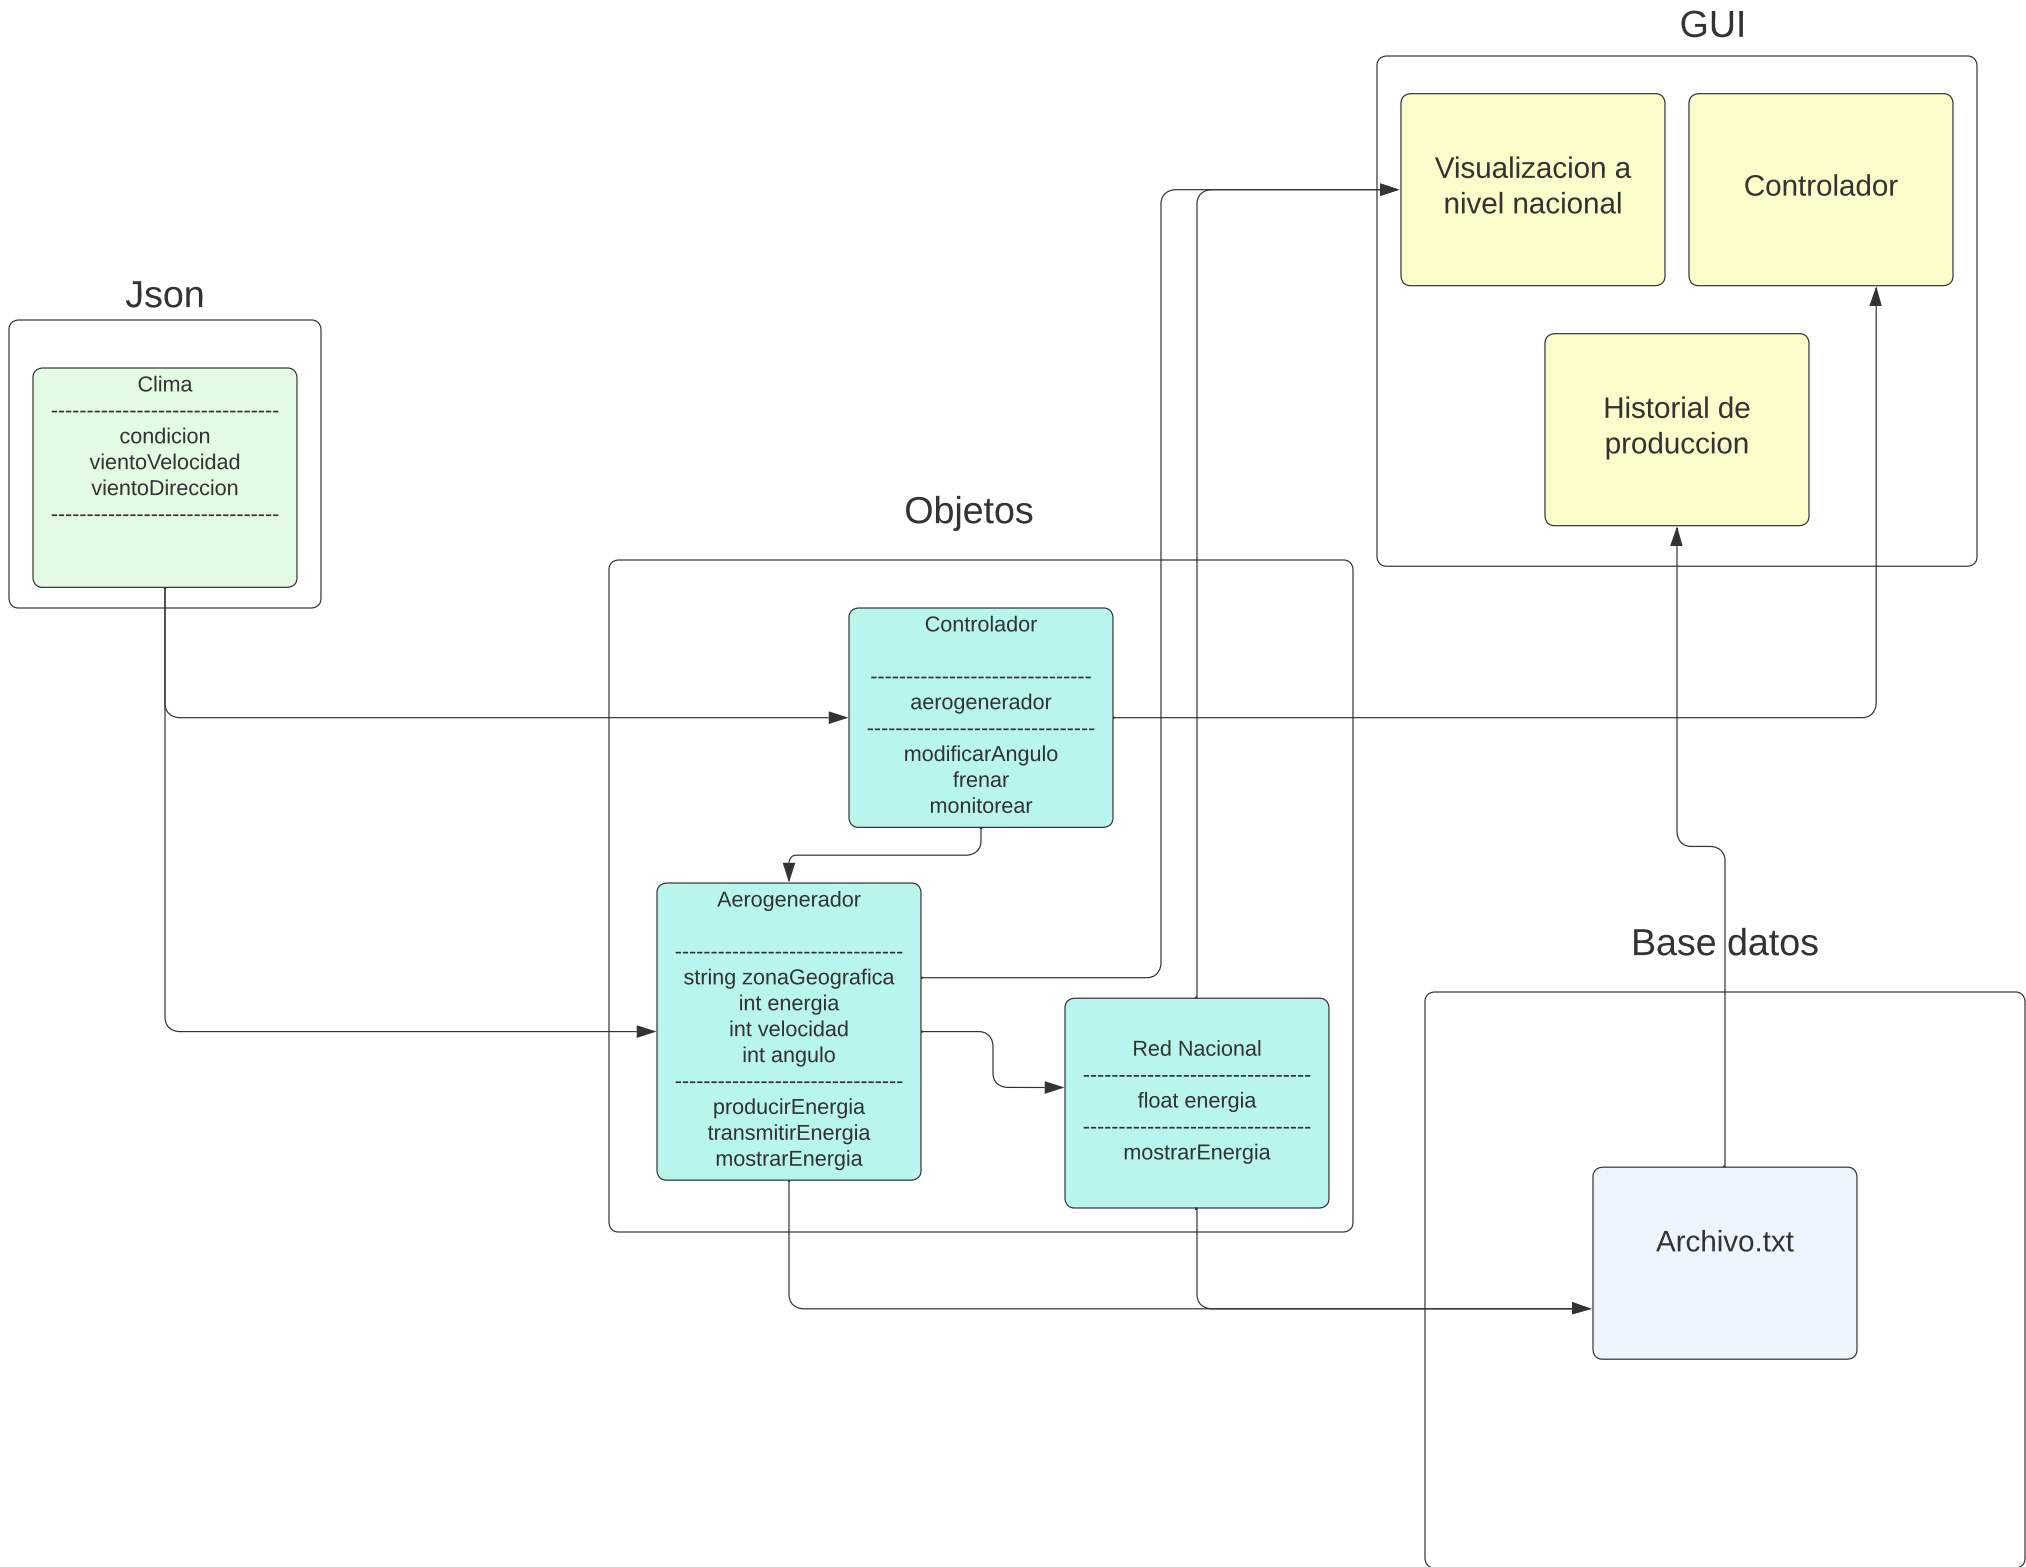 GUI
Visualizacion a
nivel nacional
Controlador
Historial de
produccion
Json
Clima
--------------------------------
condicion
vientoVelocidad
vientoDireccion
--------------------------------
Objetos
Controlador
-------------------------------
aerogenerador
--------------------------------
modificarAngulo
frenar
monitorear
Aerogenerador
--------------------------------
string zonaGeografica
int energia
int velocidad
int angulo
--------------------------------
producirEnergia
transmitirEnergia
mostrarEnergia
Red Nacional
--------------------------------
float energia
--------------------------------
mostrarEnergia
Base datos
Archivo.txt